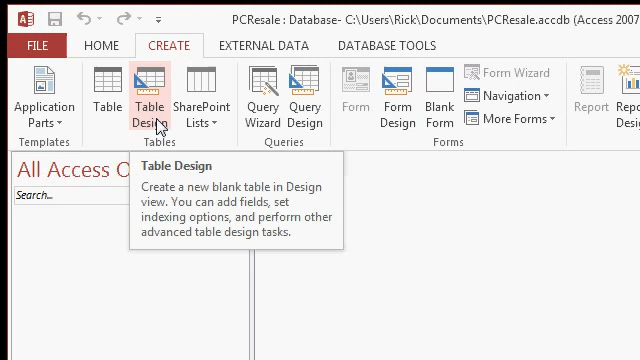 PCResale : Database- C:\Users\Rick\Documents\PCResale.accdb (Access 2007
FILE HOME CREATE EXTERNAL DATA DATABASE TOOLS
Application Parts
Table
Table Design
SharePoint Lists
Query Wizard
Query Design
Form
Form Design
Blank Form
Form Wizard
Navigation
More Forms
Report
Templates Tables Queries Forms
All Access O
Search...
Table Design
Create a new blank table in Design
view. You can add fields, set
indexing options, and perform other
advanced table design tasks.